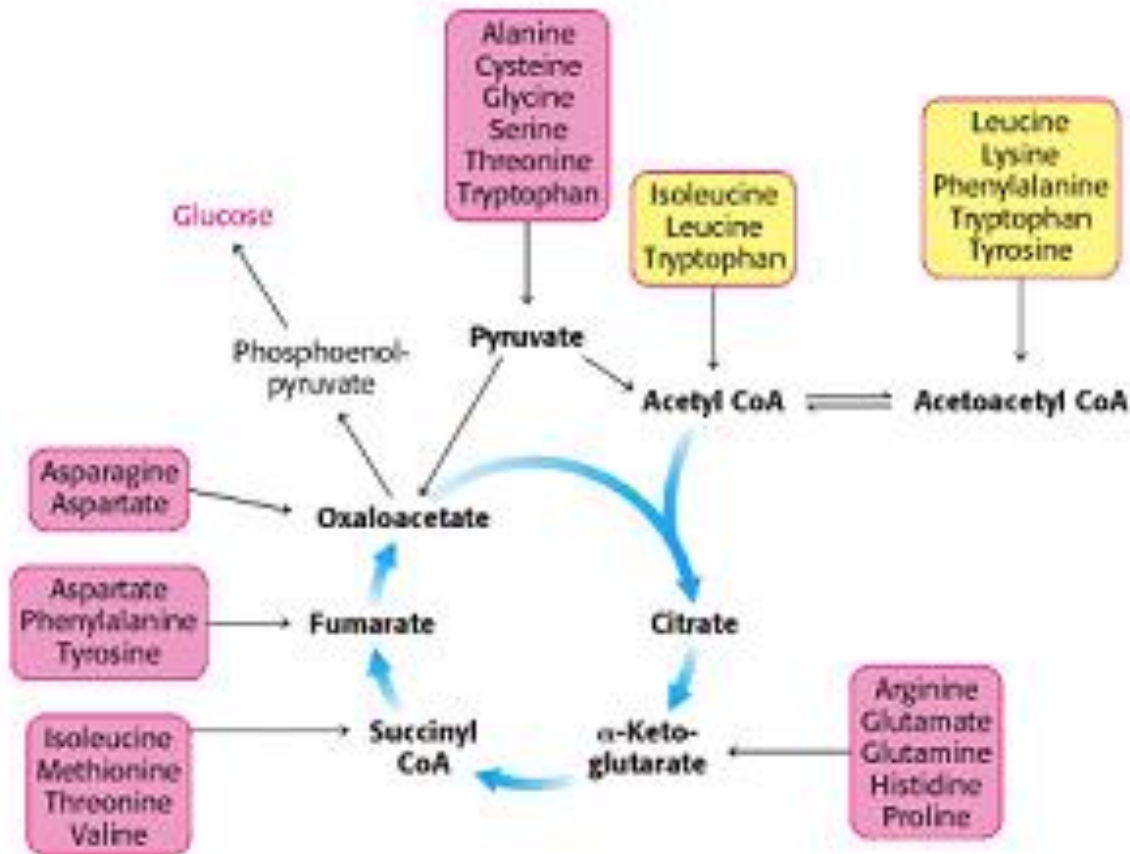 Alanine
Cysteine
Glycine
Serine
Threonine
Tryptophan
Leucine
Lysine
Phenylalanine
Tryptophan
Tyrosine
Isoleucine
Leucine
Tryptophan
Glucose
Pyruvate
Phosphoenol-
pyruvate
Acetyl CoA
Acetoacetyl CoA
Asparagine
Aspartate
Oxaloacetate
Aspartate
Phenylalanine
Tyrosine
Fumarate
Citrate
Isoleucine
Methionine
Threonine
Valine
Succinyl
CoA
α-Keto-
glutarate
Arginine
Glutamate
Glutamine
Histidine
Proline